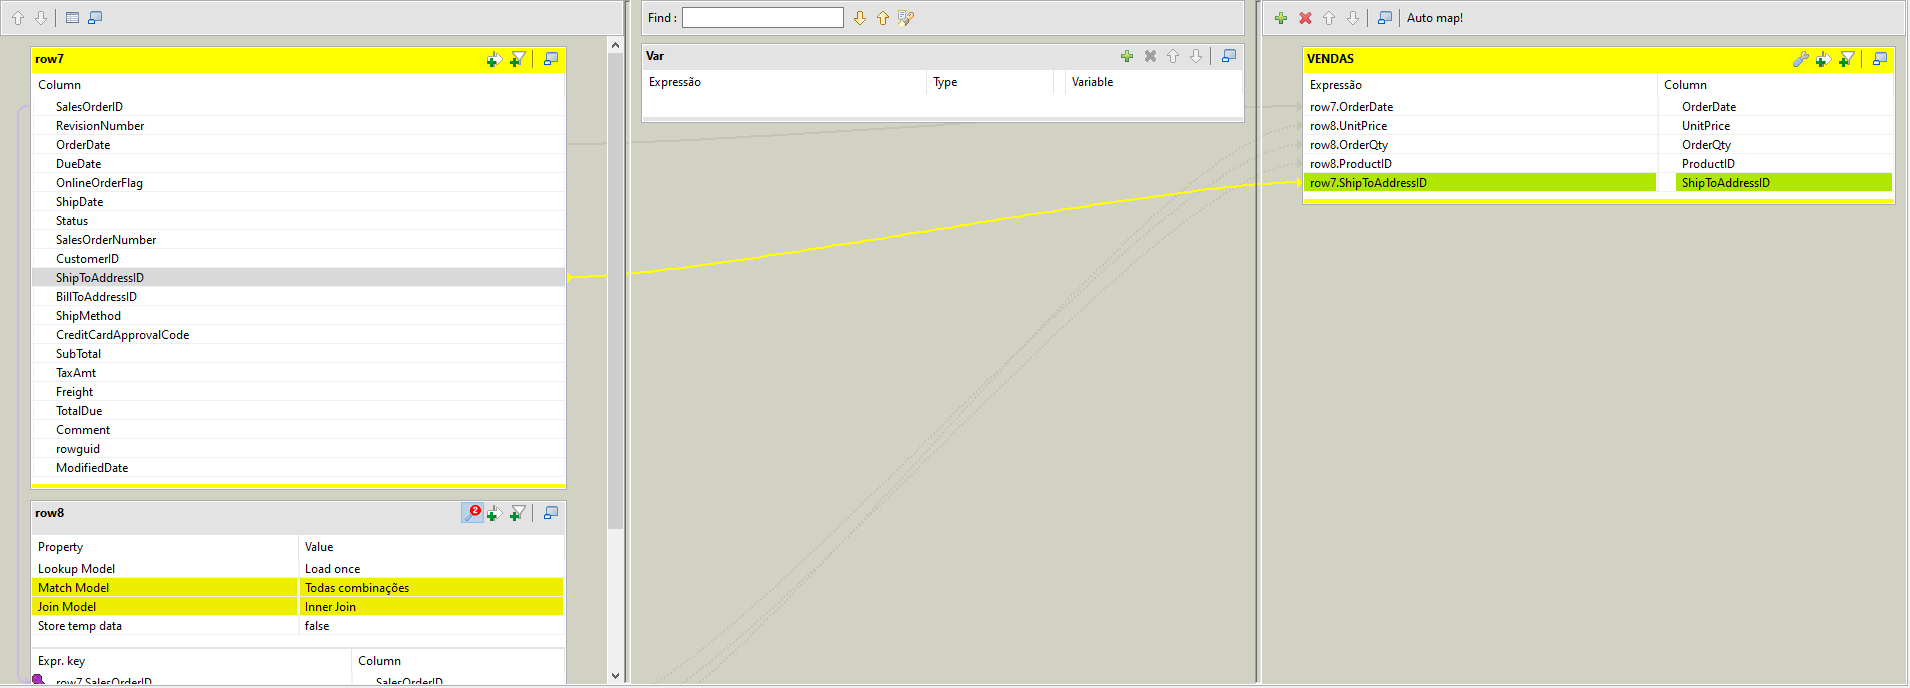 Find :
Auto map!
row7
Column
SalesOrderID
RevisionNumber
OrderDate
DueDate
OnlineOrderFlag
ShipDate
Status
SalesOrderNumber
CustomerID
ShipToAddressID
BillToAddressID
ShipMethod
CreditCardApprovalCode
SubTotal
TaxAmt
Freight
TotalDue
Comment
rowguid
ModifiedDate
row8
2
Property Value
Lookup Model Load once
Match Model Todas combinações
Join Model Inner Join
Store temp data false
Expr. key Column
row7.SalesOrderID SalesOrderID
Var
Expressão Type Variable
VENDAS
Expressão Column
row7.OrderDate OrderDate
row8.UnitPrice UnitPrice
row8.OrderQty OrderQty
row8.ProductID ProductID
row7.ShipToAddressID ShipToAddressID